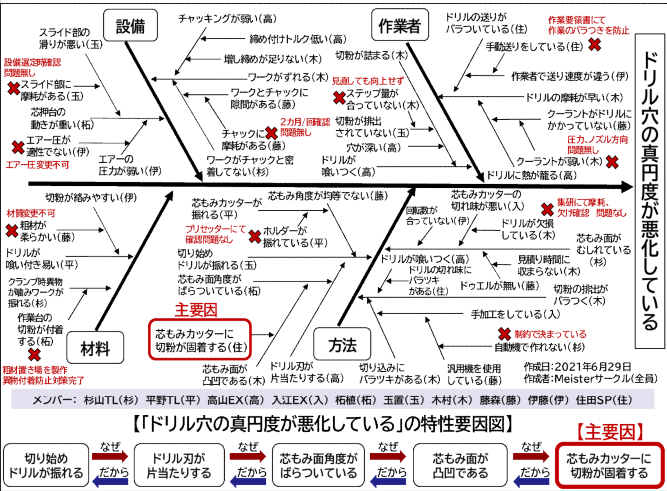 設備
スライド部の
滑りが悪い(玉)
設備選定時確認
問題無し
スライド部に
摩耗がある(玉)
芯押台の
動きが重い(柘)
エアー圧が
適性でない(伊)
エアー圧変更不可
エアーの
圧力が弱い(伊)
チャッキングが弱い(高)
締め付けトルク低い(高)
増し締めが足りない(木)
ワークがずれる(木)
ワークとチャックに
隙間がある(藤)
チャックに
摩耗がある(藤)
2カ月/回確認
問題無し
ワークがチャックと密
着してない(杉)
作業者
切粉が詰まる(木)
見直しても向上せず
ステップ量が
合っていない(木)
切粉が排出
されていない(玉)
穴が深い(高)
ドリルが
喰いつく(高)
ドリルの送りが
バラついている(住)
作業要領書にて
作業のバラつきを防止
手動送りをしている(住)
作業者で送り速度が違う(伊)
ドリルの摩耗が早い(木)
クーラントがドリルに
かかっていない(藤)
圧力、ノズル方向
問題無し
クーラントが弱い(木)
ドリルに熱が籠る(高)
ドリル穴の真円度が悪化している
切粉が絡みやすい(伊)
材質変更不可
粗材が
柔らかい(藤)
ドリルが
喰い付き易い(平)
クランプ時異物
が噛みワークが
振れる(杉)
作業台の
切粉が付着
する(柘)
粗材置き場を製作
異物付着防止対策完了
材料
芯もみ角度が均等でない(藤)
芯もみカッターが
振れる(平)
プリセッターにて
確認問題なし
ホルダーが
振れている(平)
切り始め
ドリルが振れる(玉)
芯もみ面角度が
ばらついている(柘)
主要因
芯もみカッターに
切粉が固着する(住)
芯もみ面が
凸凹である(木)
ドリル刃が
片当たりする(高)
方法
回転数が
合っていない(伊)
ドリルが喰いつく(高)
ドリルの切れ味に
バラツキ
がある(住)
芯もみカッターの
切れ味が悪い(入)
集研にて摩耗、
欠け確認 問題なし
ドリルが欠損
している(木)
芯もみ面が
むしれている
(杉)
見積り時間に
収まらない(木)
ドゥエルが無い(藤)
切粉の排出が
バラつく(木)
手加工をしている(入)
制約で決まっている
自動機で作れない(杉)
切り込みに
バラツキがある(木)
汎用機を使用
している(藤)
作成日:2021年6月29日
作成者:Meisterサークル(全員)
メンバー: 杉山TL(杉) 平野TL(平) 高山EX(高) 入江EX(入) 柘植(柘) 玉置(玉) 木村(木) 藤森(藤) 伊藤(伊) 住田SP(住)
【「ドリル穴の真円度が悪化している」の特性要因図】
【主要因】
切り始め
ドリルが振れる
なぜ
だから
ドリル刃が
片当たりする
なぜ
だから
芯もみ面角度が
ばらついている
なぜ
だから
芯もみ面が
凸凹である
なぜ
だから
芯もみカッターに
切粉が固着する